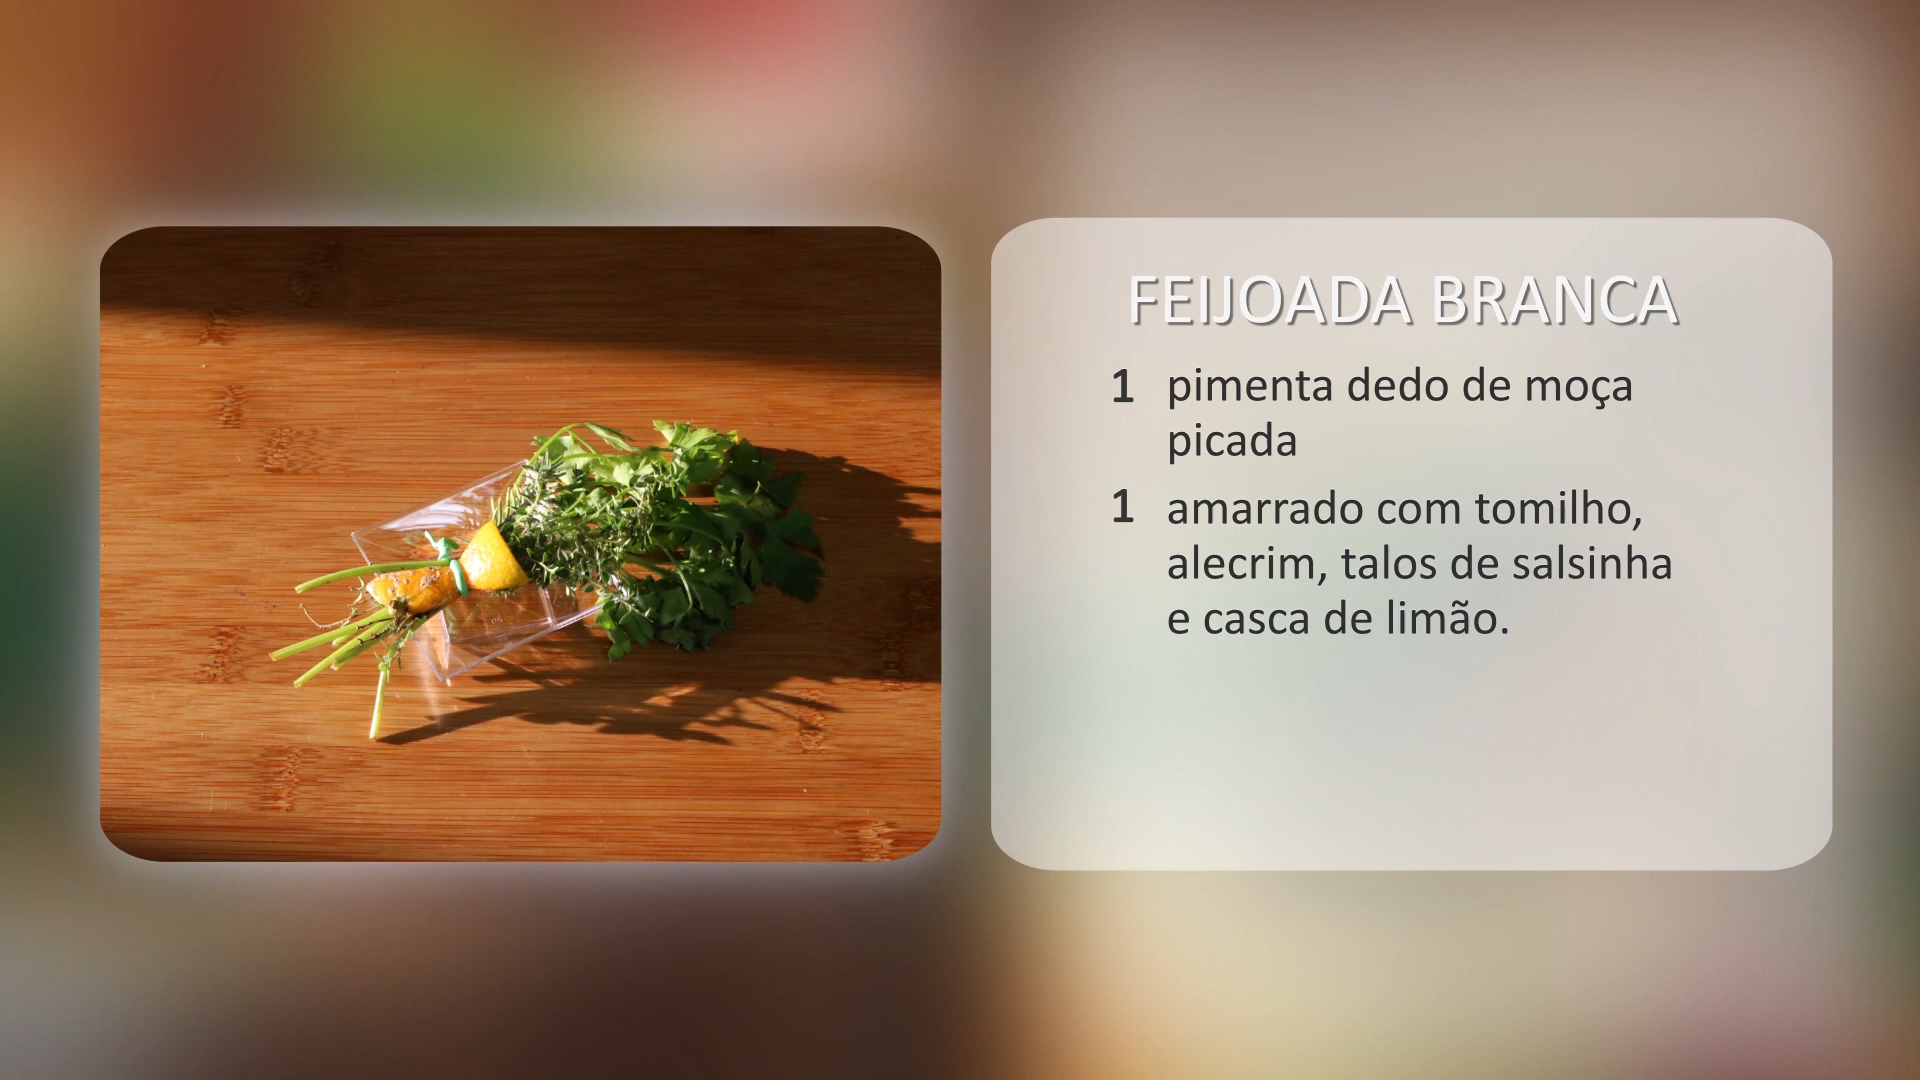 FEIJOADA BRANCA
1 pimenta dedo de moça
picada
1 amarrado com tomilho,
alecrim, talos de salsinha
e casca de limão.